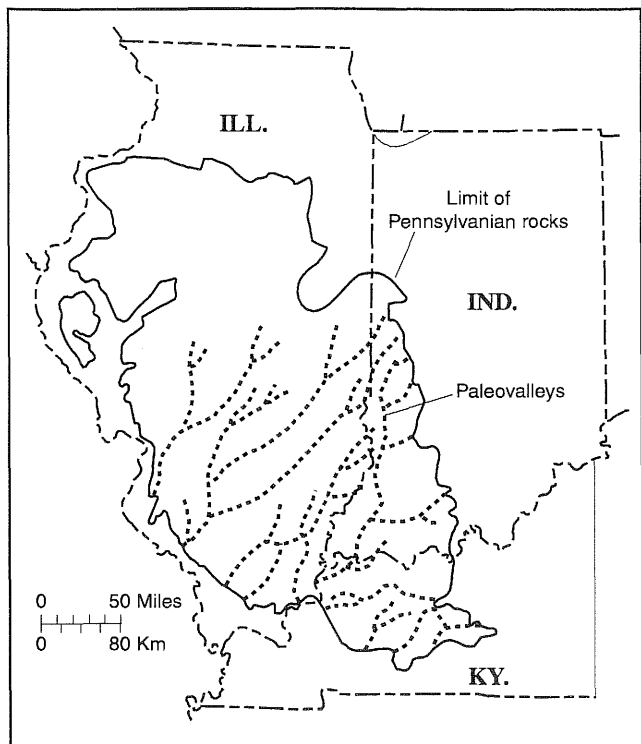 ILL.
Limit of
Pennsylvanian rocks
IND.
Paleovalleys
0 50 Miles
0 80 Km
KY.